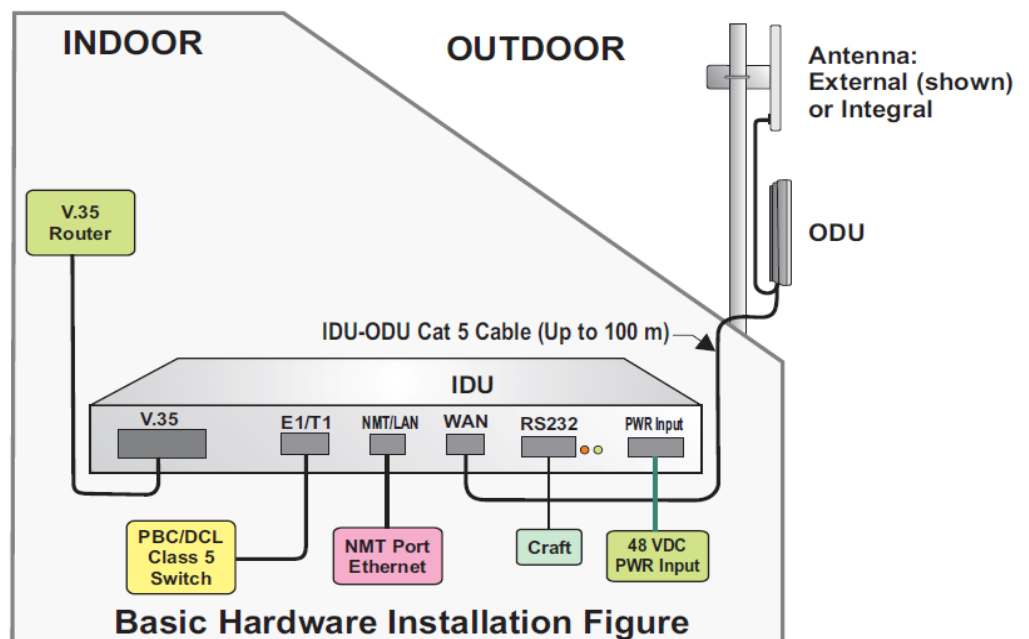 INDOOR
OUTDOOR
Antenna:
External (shown)
or Integral
V.35
Router
ODU
IDU-ODU Cat 5 Cable (Up to 100 m)
IDU
V.35
E1/T1
NMT/LAN
WAN
RS232
PWR Input
PBC/DCL
Class 5
Switch
NMT Port
Ethernet
Craft
48 VDC
PWR Input
Basic Hardware Installation Figure